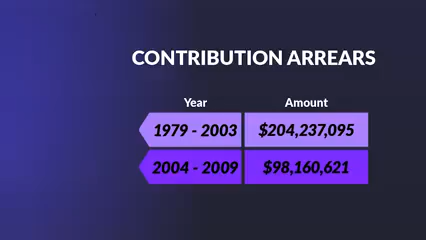 CONTRIBUTION ARREARS
Year Amount
1979 - 2003 $204,237,095
2004 - 2009 $98,160,621